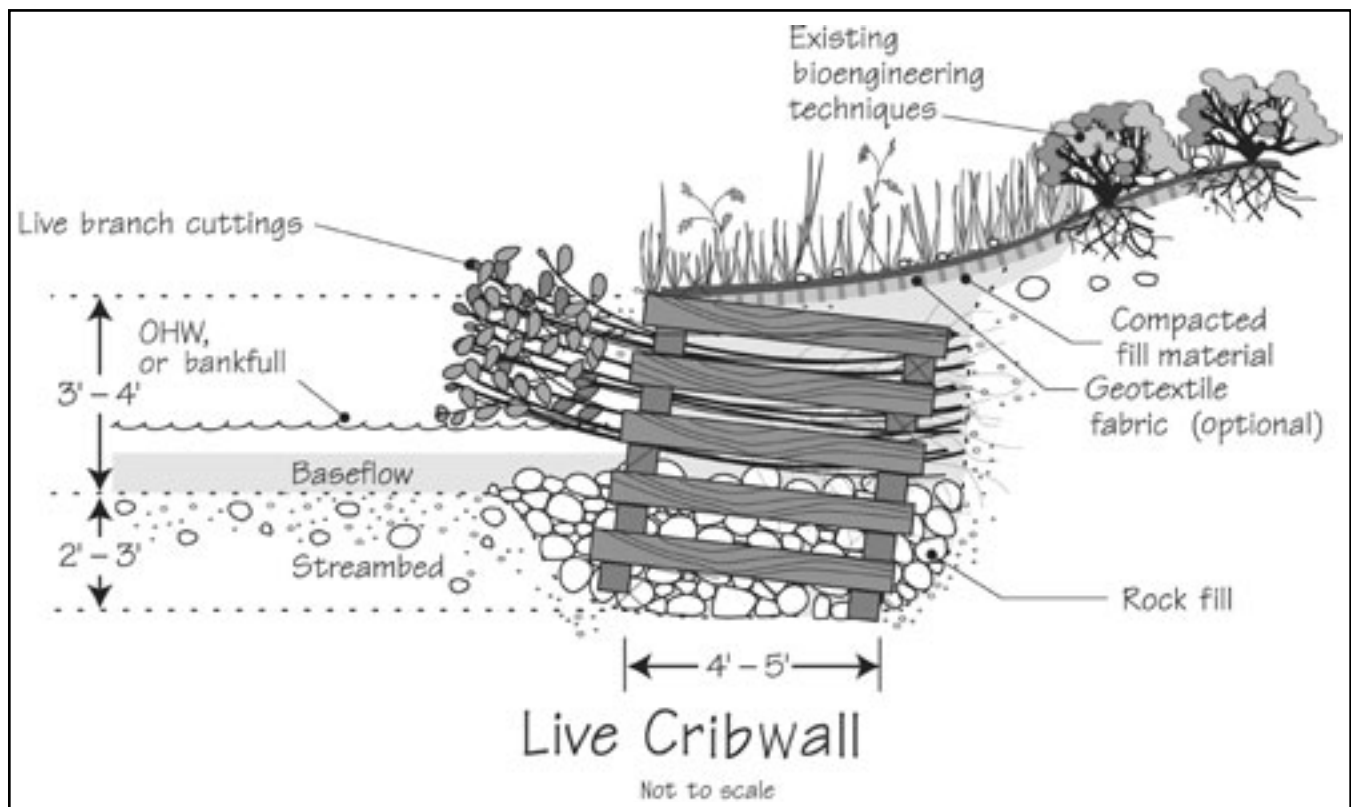 Existing
bioengineering
techniques
Live branch cuttings
OHW,
or bankfull
3' – 4'
Compacted
fill material
Geotextile
fabric (optional)
Baseflow
2' – 3'
Streambed
Rock fill
4' – 5'
Live Cribwall
Not to scale